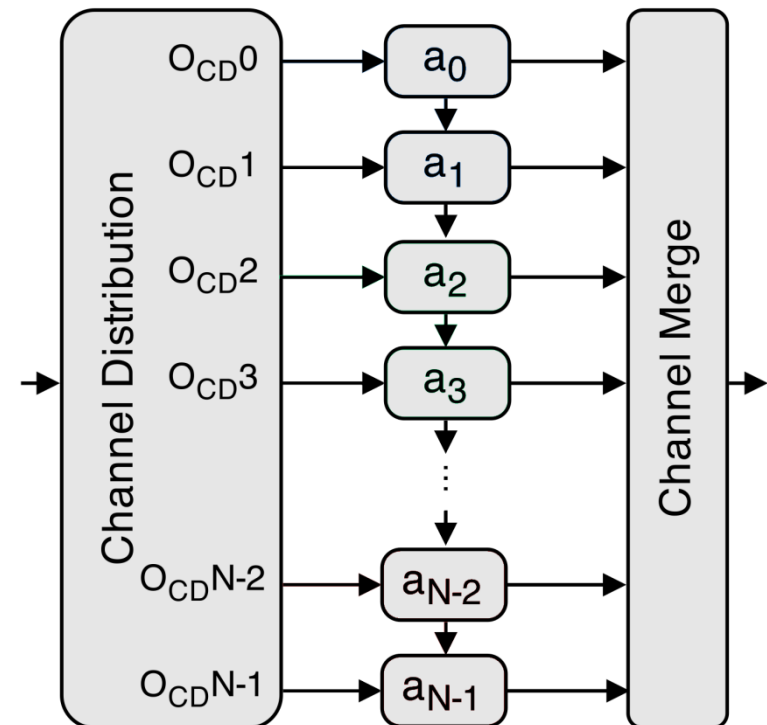 Channel Distribution
O_CD0
a_0
O_CD1
a_1
O_CD2
a_2
O_CD3
a_3
⋮
O_CDN-2
a_N-2
O_CDN-1
a_N-1
Channel Merge